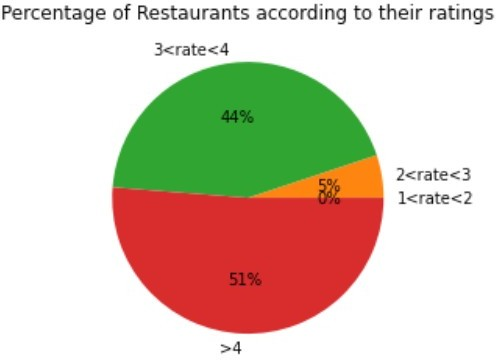 Percentage of Restaurants according to their ratings
3<rate<4
44%
2<rate<3
5%
1<rate<2
0%
51%
>4